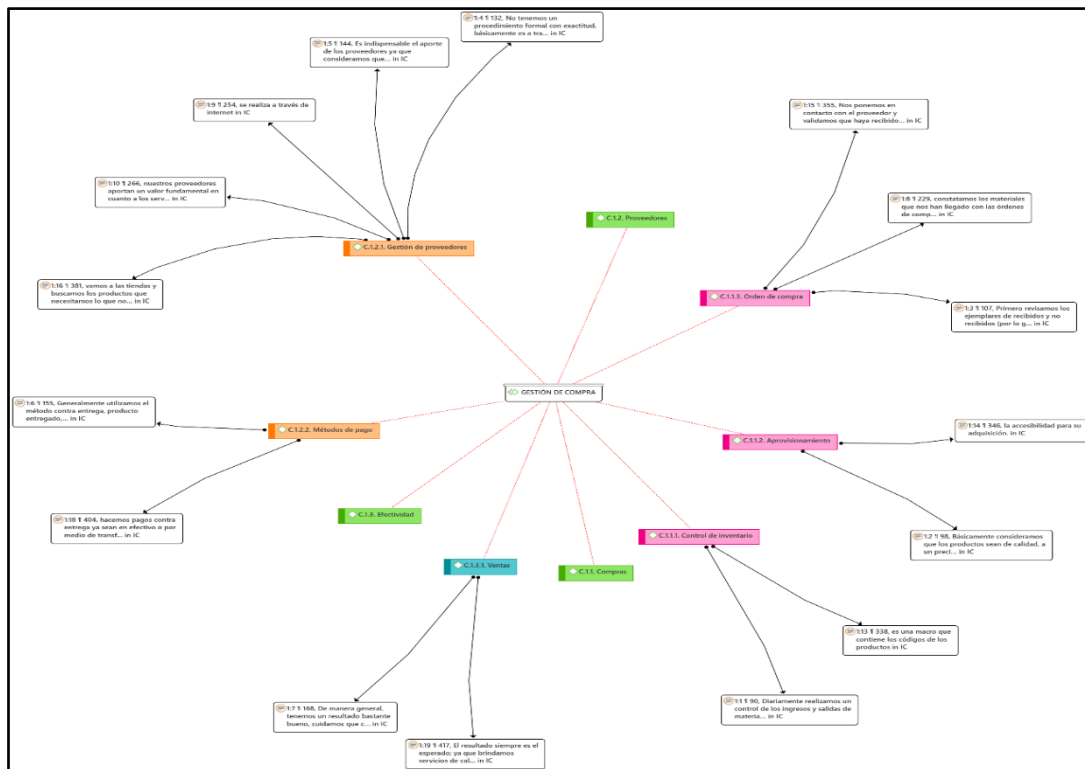 1:4 ¶ 132, No tenemos un
procedimiento formal con exactitud,
básicamente es a tra... in IC
1:5 ¶ 144, Es indispensable el aporte
de los proveedores ya que
consideramos que... in IC
1:9 ¶ 254, se realiza a través de
internet in IC
1:15 ¶ 355, Nos ponemos en
contacto con el proveedor y
validamos que haya recibido... in IC
1:10 ¶ 266, nuestros proveedores
aportan un valor fundamental en
cuanto a los serv... in IC
1:8 ¶ 229, constatamos los materiales
que nos han llegado con las órdenes
de comp... in IC
C.1.2. Proveedores
C.1.2.1. Gestión de proveedores
1:16 ¶ 381, vamos a las tiendas y
buscamos los productos que
necesitamos lo que no... in IC
C.1.1.3. Orden de compra
1:3 ¶ 107, Primero revisamos los
ejemplares de recibidos y no
recibidos (por lo g... in IC
GESTIÓN DE COMPRA
1:6 ¶ 155, Generalmente utilizamos el
método contra entrega, producto
entregado,... in IC
C.1.2.2. Métodos de pago
1:14 ¶ 346, la accesibilidad para su
adquisición. in IC
C.1.1.2. Aprovisionamiento
1:18 ¶ 404, hacemos pagos contra
entrega ya sean en efectivo o por
medio de transf... in IC
C.1.3. Efectividad
C.1.1.1. Control de inventario
1:2 ¶ 98, Básicamente consideramos
que los productos sean de calidad, a
un preci... in IC
C.1.3.1. Ventas
C.1.1. Compras
1:13 ¶ 338, es una macro que
contiene los códigos de los
productos in IC
1:7 ¶ 168, De manera general,
tenemos un resultado bastante
bueno, cuidamos que c... in IC
1:1 ¶ 90, Diariamente realizamos un
control de los ingresos y salidas de
materia... in IC
1:19 ¶ 417, El resultado siempre es el
esperado; ya que brindamos
servicios de cal... in IC